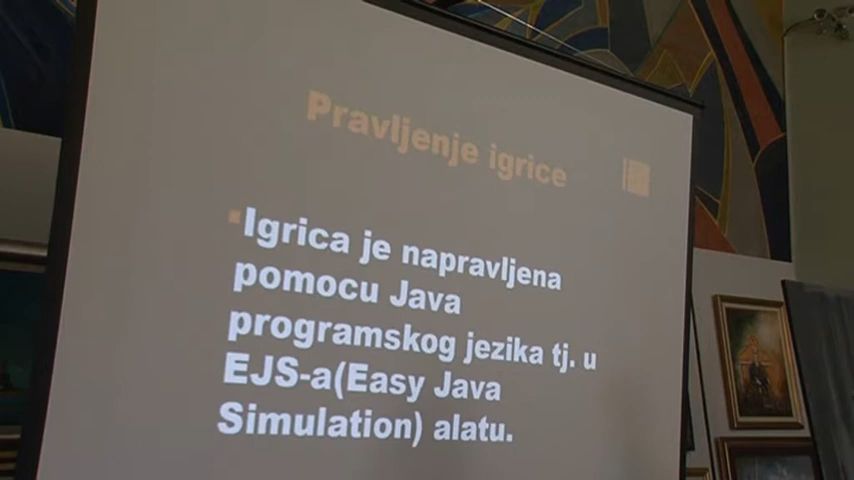 Pravljenje igrice
Igrica je napravljena
pomocu Java
programskog jezika tj. u
EJS-a(Easy Java
Simulation) alatu.